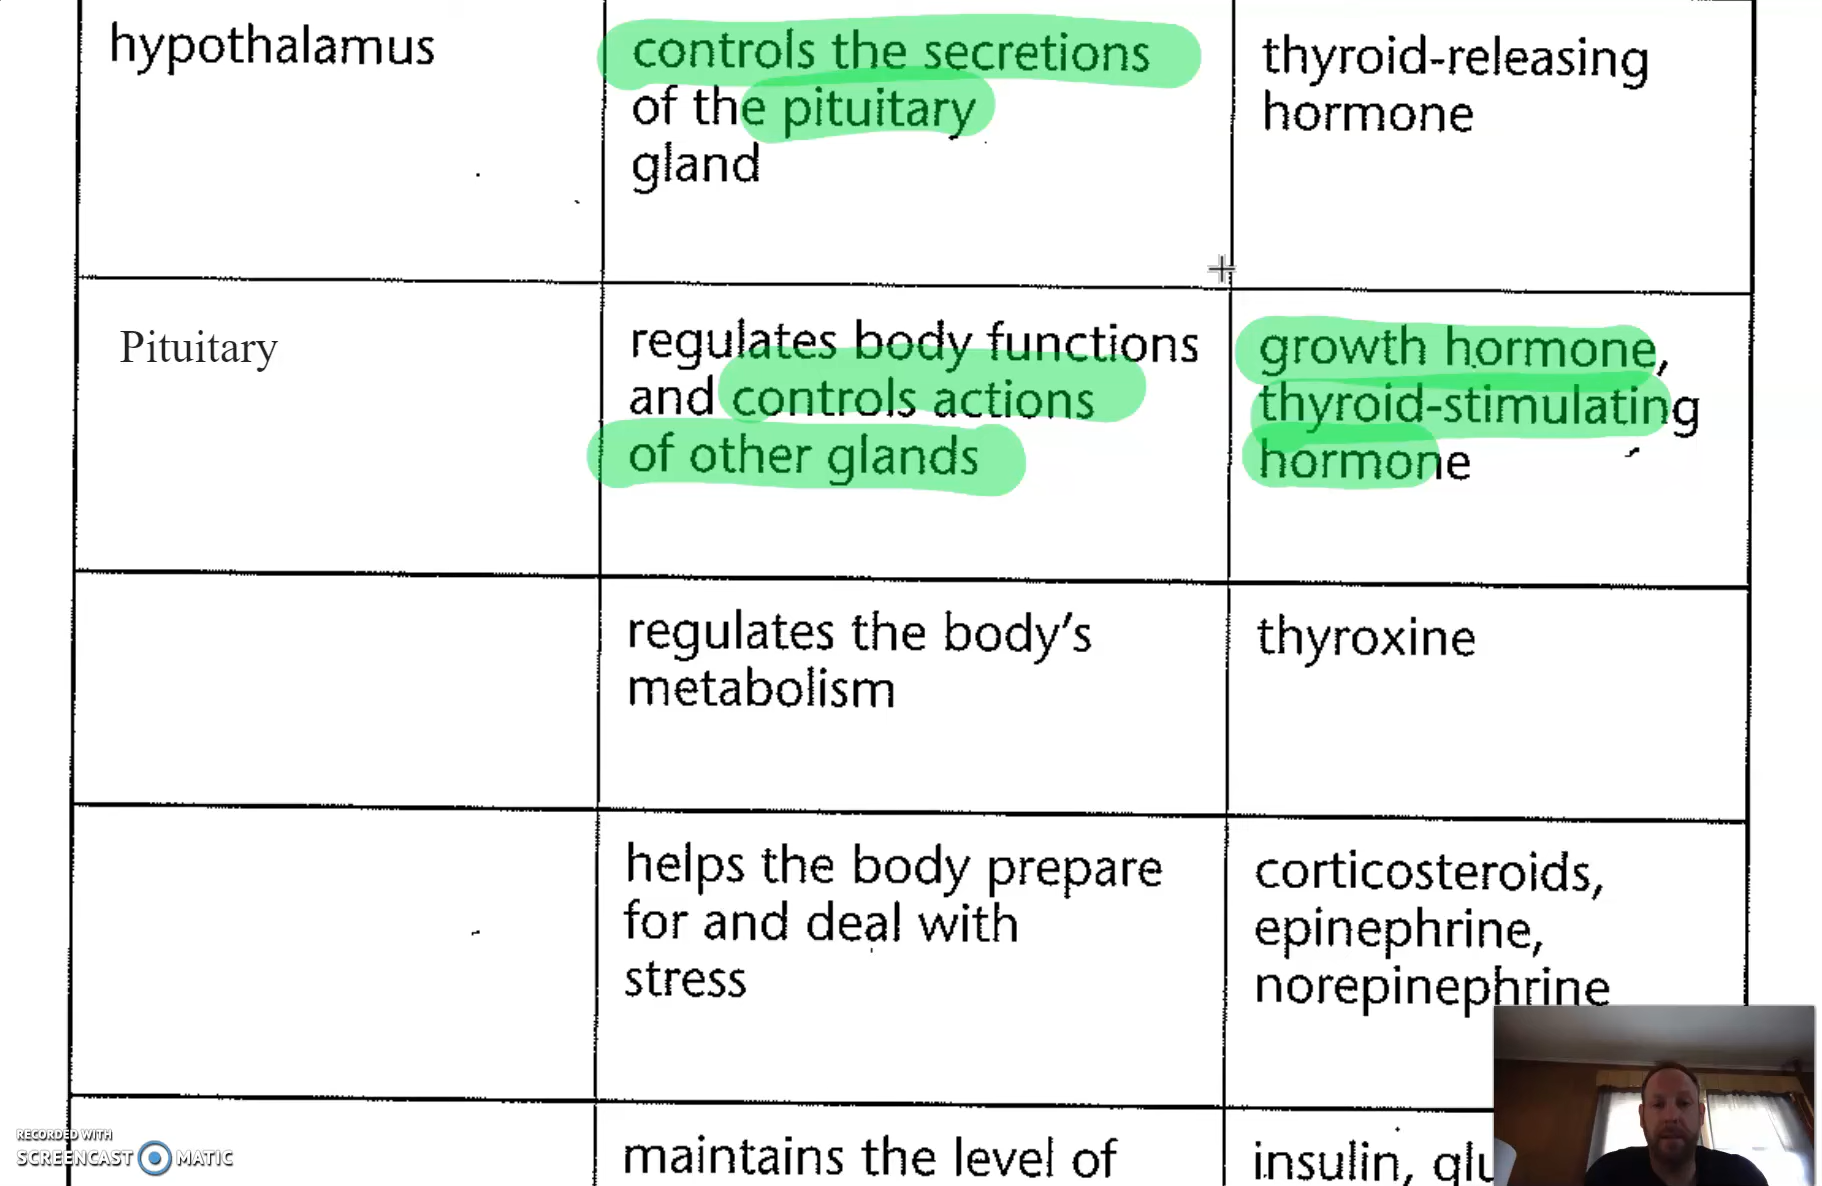 hypothalamus
controls the secretions
of the pituitary
gland
thyroid-releasing
hormone
Pituitary
regulates body functions
and controls actions
of other glands
growth hormone,
thyroid-stimulating
hormone
regulates the body's
metabolism
thyroxine
helps the body prepare
for and deal with
stress
corticosteroids,
epinephrine,
norepinephrine
maintains the level of
insulin,
RECORDED WITH
SCREENCAST MATIC